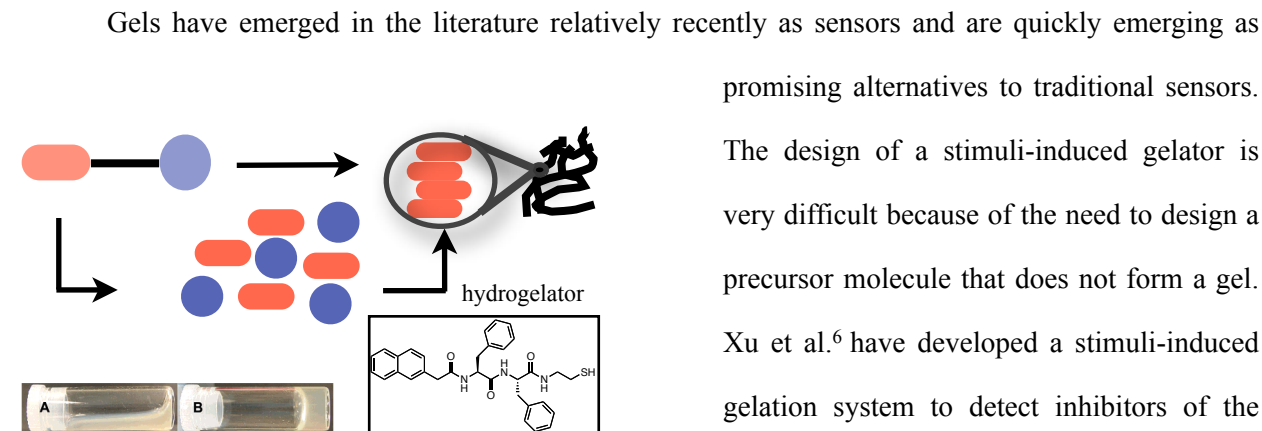 Gels have emerged in the literature relatively recently as sensors and are quickly emerging as
promising alternatives to traditional sensors.
The design of a stimuli-induced gelator is
very difficult because of the need to design a
precursor molecule that does not form a gel.
Xu et al.6 have developed a stimuli-induced
gelation system to detect inhibitors of the
hydrogelator
O
O
N
H
H
N
O
O
N
H
SH
A
B